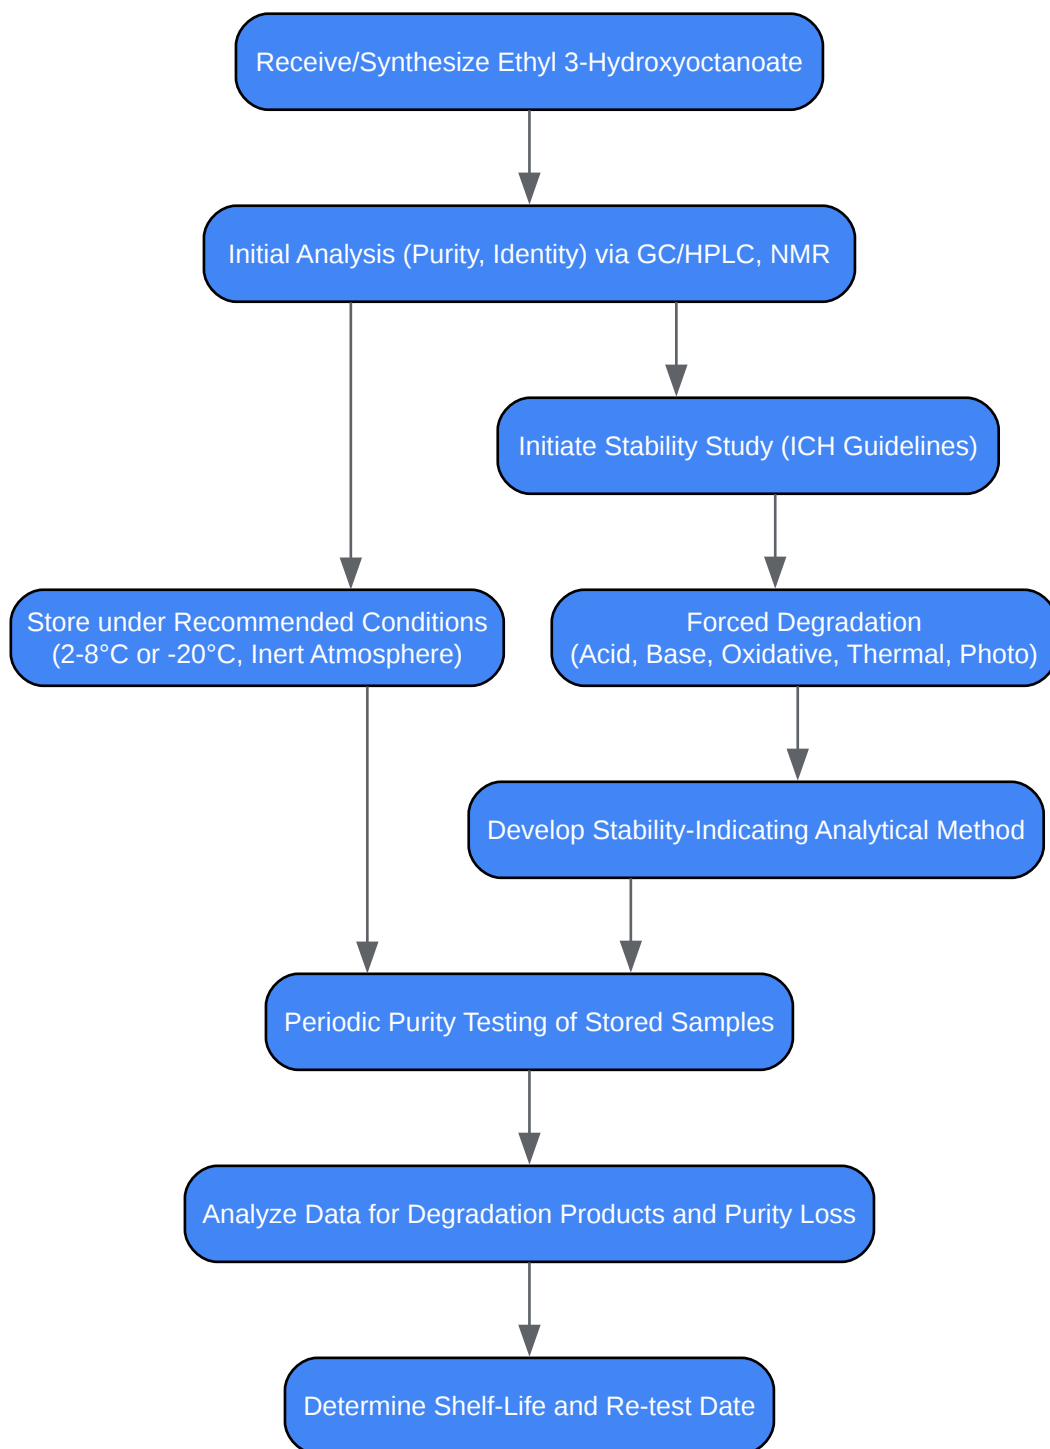 Receive/Synthesize Ethyl 3-Hydroxyoctanoate
Initial Analysis (Purity, Identity) via GC/HPLC, NMR
Initiate Stability Study (ICH Guidelines)
Store under Recommended Conditions
(2-8°C or -20°C, Inert Atmosphere)
Forced Degradation
(Acid, Base, Oxidative, Thermal, Photo)
Develop Stability-Indicating Analytical Method
Periodic Purity Testing of Stored Samples
Analyze Data for Degradation Products and Purity Loss
Determine Shelf-Life and Re-test Date